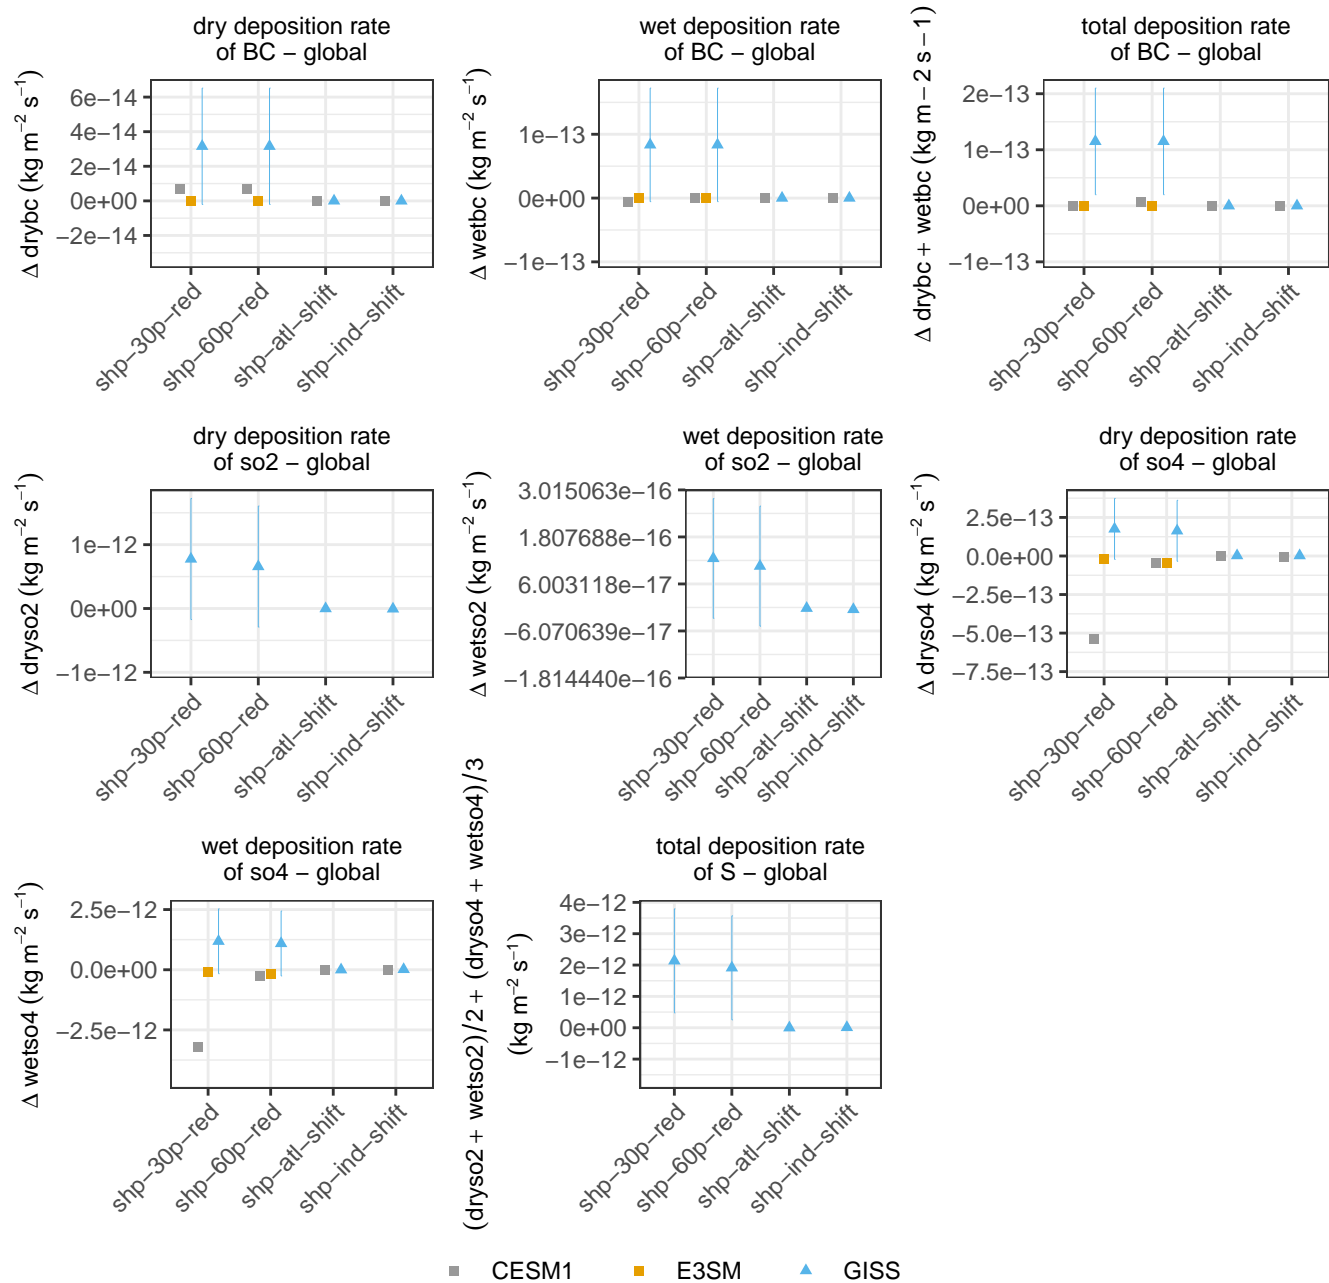 dry deposition rate
of BC − global
Δ drybc (kg m−2 s−1)
6e−14
4e−14
2e−14
0e+00
−2e−14
shp−30p−red
shp−60p−red
shp−atl−shift
shp−ind−shift
wet deposition rate
of BC − global
Δ wetbc (kg m−2 s−1)
1e−13
0e+00
−1e−13
shp−30p−red
shp−60p−red
shp−atl−shift
shp−ind−shift
total deposition rate
of BC − global
Δ drybc + wetbc (kg m−2 s−1)
2e−13
1e−13
0e+00
−1e−13
shp−30p−red
shp−60p−red
shp−atl−shift
shp−ind−shift
dry deposition rate
of so2 − global
Δ dryso2 (kg m−2 s−1)
1e−12
0e+00
−1e−12
shp−30p−red
shp−60p−red
shp−atl−shift
shp−ind−shift
wet deposition rate
of so2 − global
Δ wetso2 (kg m−2 s−1)
3.015063e−16
1.807688e−16
6.003118e−17
−6.070639e−17
−1.814440e−16
shp−30p−red
shp−60p−red
shp−atl−shift
shp−ind−shift
dry deposition rate
of so4 − global
Δ dryso4 (kg m−2 s−1)
2.5e−13
0.0e+00
−2.5e−13
−5.0e−13
−7.5e−13
shp−30p−red
shp−60p−red
shp−atl−shift
shp−ind−shift
wet deposition rate
of so4 − global
Δ wetso4 (kg m−2 s−1)
2.5e−12
0.0e+00
−2.5e−12
shp−30p−red
shp−60p−red
shp−atl−shift
shp−ind−shift
total deposition rate
of S − global
(dryso2 + wetso2)/2 + (dryso4 + wetso4)/3
(kg m−2 s−1)
4e−12
3e−12
2e−12
1e−12
0e+00
−1e−12
shp−30p−red
shp−60p−red
shp−atl−shift
shp−ind−shift
CESM1 E3SM GISS